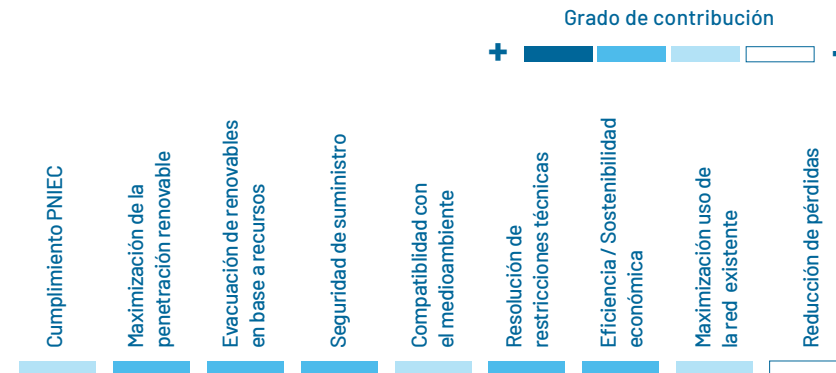 Grado de contribución
+
-
Cumplimiento PNIEC
Maximización de la
penetración renovable
Evacuación de renovables
en base a recursos
Seguridad de suministro
Compatiblidad con
el medioambiente
Resolución de
restricciones técnicas
Eficiencia / Sostenibilidad
económica
Maximización uso de
la red existente
Reducción de pérdidas